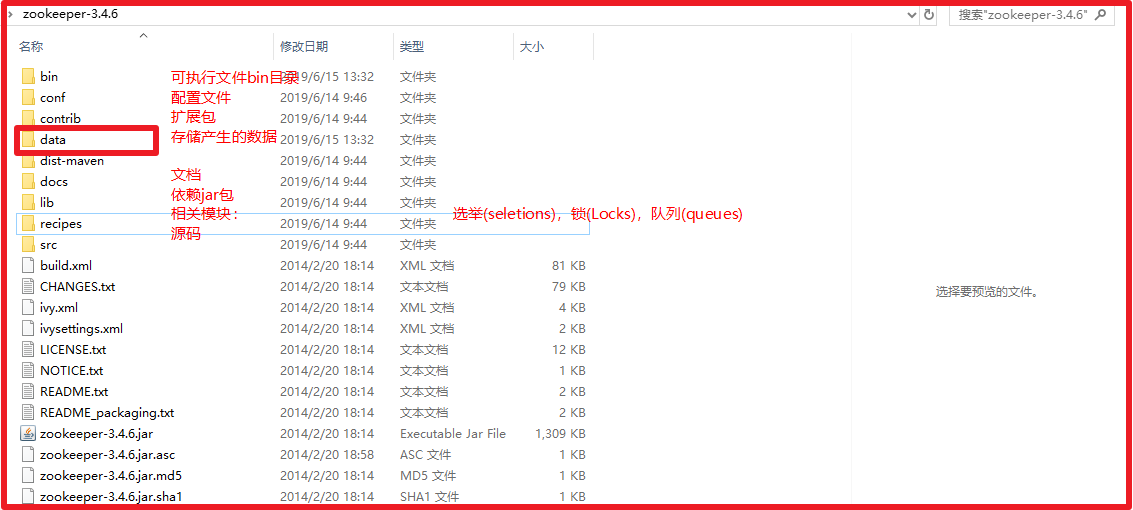 zookeeper-3.4.6 搜索"zookeeper-3.4.6"
名称 修改日期 类型 大小
bin 可执行文件bin目录 2019/6/15 13:32 文件夹
conf 配置文件 2019/6/14 9:46 文件夹
contrib 扩展包 2019/6/14 9:44 文件夹
data 存储产生的数据 2019/6/15 13:32 文件夹
dist-maven 2019/6/14 9:44 文件夹
docs 文档 2019/6/14 9:44 文件夹
lib 依赖jar包 2019/6/14 9:44 文件夹
recipes 相关模块： 2019/6/14 9:44 文件夹 选举(seletions)，锁(Locks)，队列(queues)
src 源码 2019/6/14 9:44 文件夹
build.xml 2014/2/20 18:14 XML 文档 81 KB
CHANGES.txt 2014/2/20 18:14 文本文档 79 KB
ivy.xml 2014/2/20 18:14 XML 文档 4 KB
ivysettings.xml 2014/2/20 18:14 XML 文档 2 KB
LICENSE.txt 2014/2/20 18:14 文本文档 12 KB
NOTICE.txt 2014/2/20 18:14 文本文档 1 KB
README.txt 2014/2/20 18:14 文本文档 2 KB
README_packaging.txt 2014/2/20 18:14 文本文档 2 KB
zookeeper-3.4.6.jar 2014/2/20 18:14 Executable Jar File 1,309 KB
zookeeper-3.4.6.jar.asc 2014/2/20 18:58 ASC 文件 1 KB
zookeeper-3.4.6.jar.md5 2014/2/20 18:14 MD5 文件 1 KB
zookeeper-3.4.6.jar.sha1 2014/2/20 18:14 SHA1 文件 1 KB
选择要预览的文件。